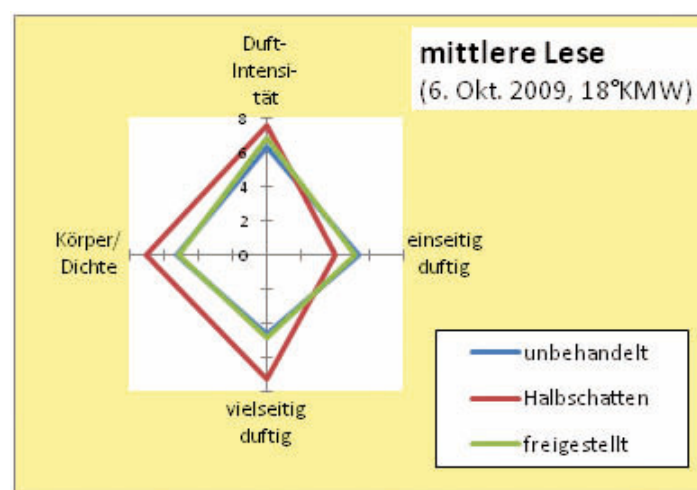 mittlere Lese
(6. Okt. 2009, 18°KMW)
Duft-
Intensi-
tät
8
6
4
2
0
Körper/
Dichte
einseitig
duftig
vielseitig
duftig
unbehandelt
Halbschatten
freigestellt